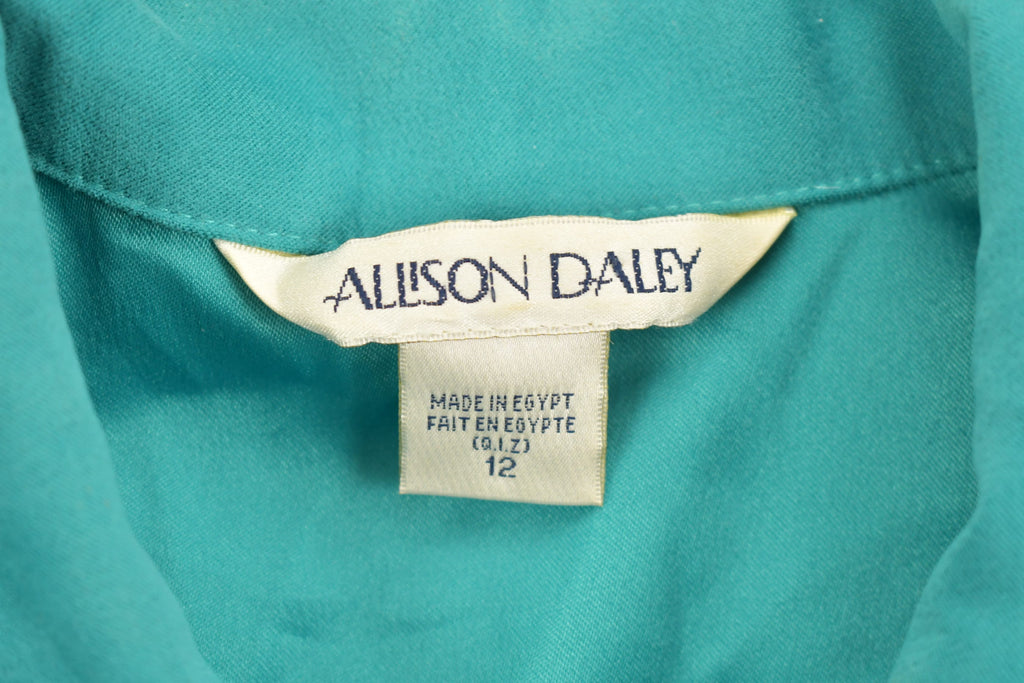 ALLISON DALEY
MADE IN EGYPT
FAIT EN EGYPTE
(Q.I.Z)
12